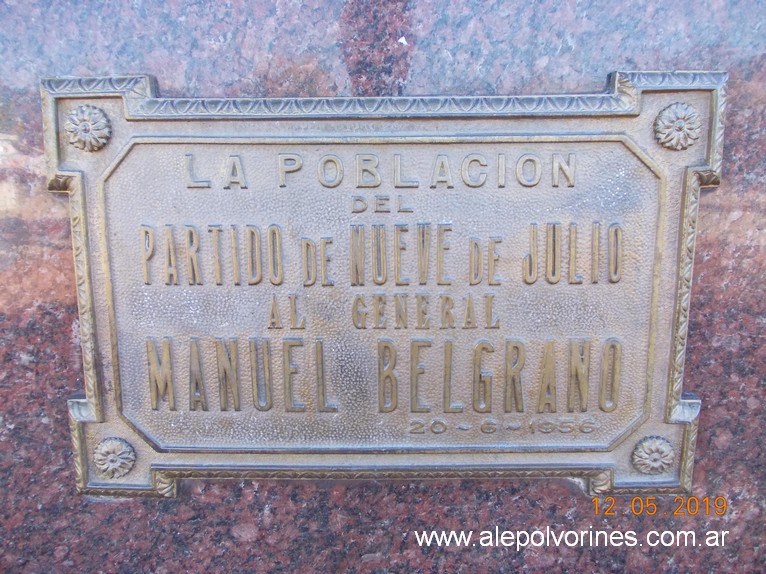 LA POBLACION
DEL
PARTIDO DE NUEVE DE JULIO
AL GENERAL
MANUEL BELGRANO
20-6-1956
12.05.2019
www.alepolvorines.com.ar